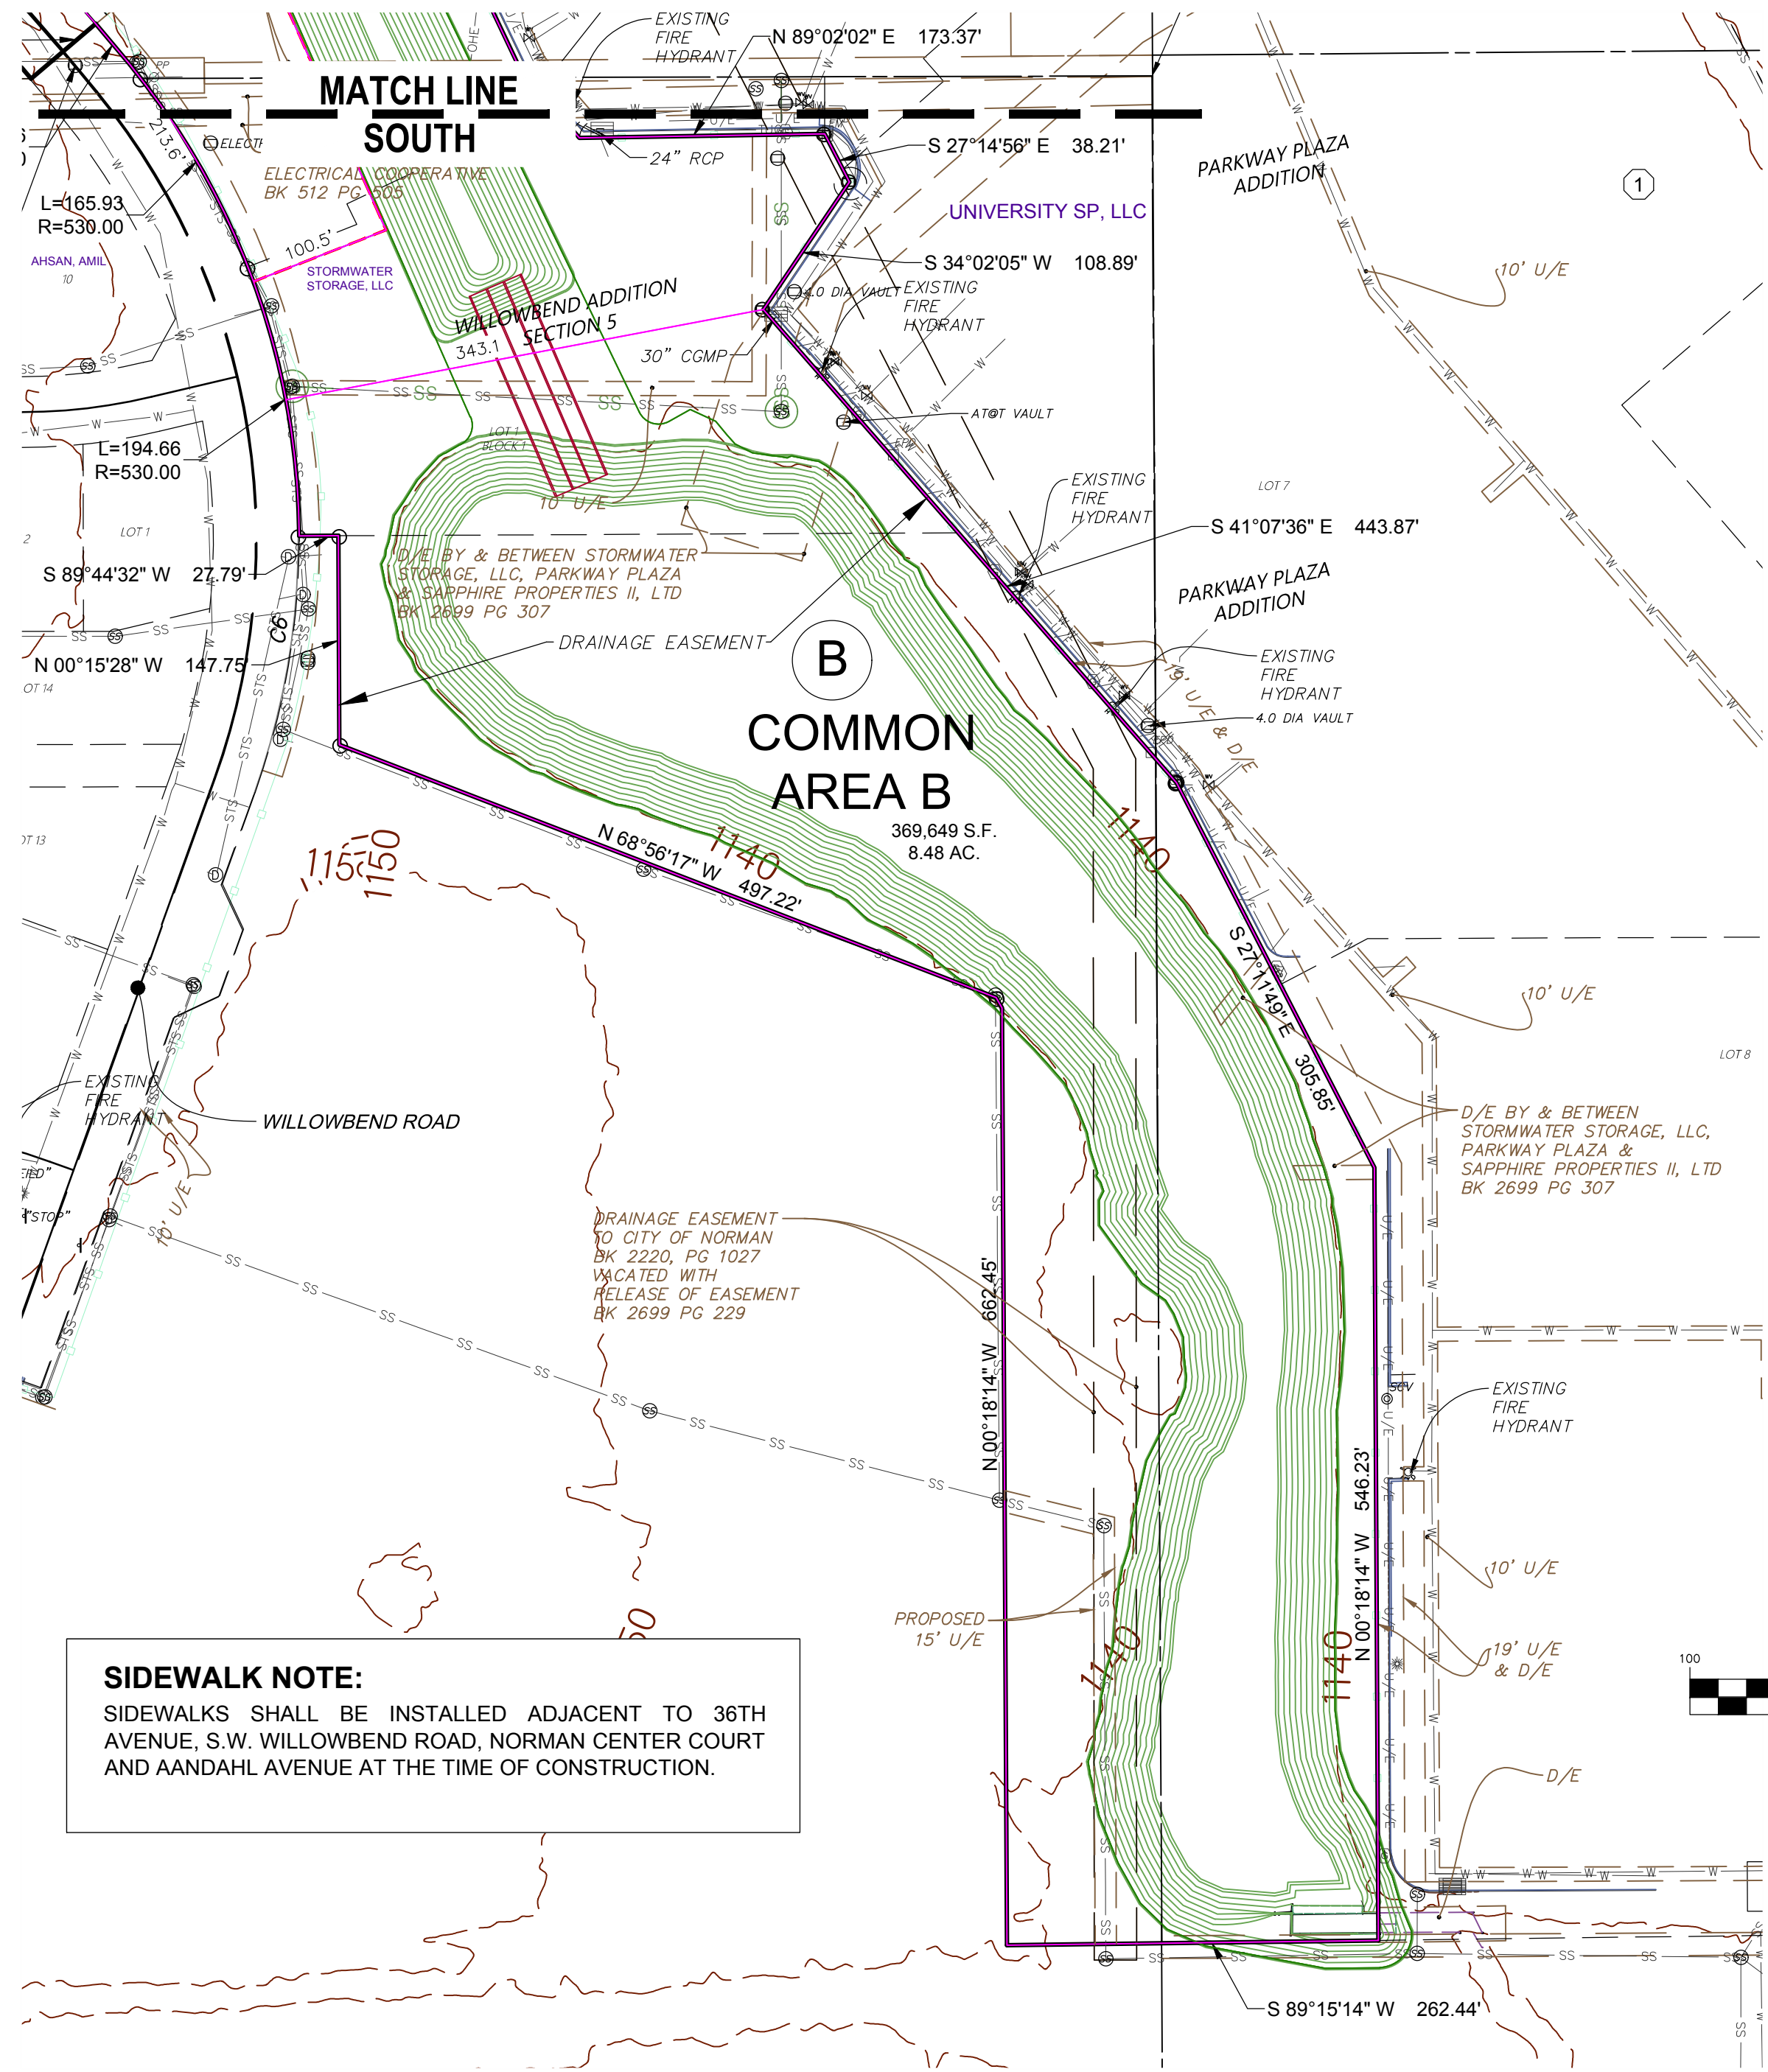 EXISTING
FIRE
HYDRANT
N 89°02'02" E 173.37'
MATCH LINE
SOUTH
213.6'
24" RCP
S 27°14'56" E 38.21'
PARKWAY PLAZA
ADDITION
1
ELECTRICAL COOPERATIVE
BK 512 PG 505
L=165.93
R=530.00
AHSAN, AMIL
10
100.5'
STORMWATER
STORAGE, LLC
UNIVERSITY SP, LLC
S 34°02'05" W 108.89'
10' U/E
4.0 DIA VAULT
EXISTING
FIRE
HYDRANT
WILLOWBEND ADDITION
SECTION 5
343.1
30" CGMP
AT@T VAULT
LOT 1
BLOCK 1
L=194.66
R=530.00
EXISTING
FIRE
HYDRANT
LOT 7
10' U/E
LOT 1
S 41°07'36" E 443.87'
S 89°44'32" W 27.79'
D/E BY & BETWEEN STORMWATER
STORAGE, LLC, PARKWAY PLAZA
& SAPPHIRE PROPERTIES II, LTD
BK 2699 PG 307
PARKWAY PLAZA
ADDITION
C6
DRAINAGE EASEMENT
N 00°15'28" W 147.75'
EXISTING
FIRE
HYDRANT
19' U/E & D/E
4.0 DIA VAULT
OT 14
B
COMMON
AREA B
369,649 S.F.
8.48 AC.
OT 13
1150
1140
1140
N 68°56'17" W 497.22'
S 27°11'49" E 305.85'
10' U/E
LOT 8
EXISTING
FIRE
HYDRANT
WILLOWBEND ROAD
D/E BY & BETWEEN
STORMWATER STORAGE, LLC,
PARKWAY PLAZA &
SAPPHIRE PROPERTIES II, LTD
BK 2699 PG 307
"STOP"
10' U/E
DRAINAGE EASEMENT
TO CITY OF NORMAN
BK 2220, PG 1027
VACATED WITH
RELEASE OF EASEMENT
BK 2699 PG 229
N 00°18'14" W 662.45'
N 00°18'14" W 546.23'
EXISTING
FIRE
HYDRANT
10' U/E
PROPOSED
15' U/E
19' U/E
& D/E
1140
1140
100
SIDEWALK NOTE:
SIDEWALKS SHALL BE INSTALLED ADJACENT TO 36TH
AVENUE, S.W. WILLOWBEND ROAD, NORMAN CENTER COURT
AND AANDAHL AVENUE AT THE TIME OF CONSTRUCTION.
D/E
S 89°15'14" W 262.44'